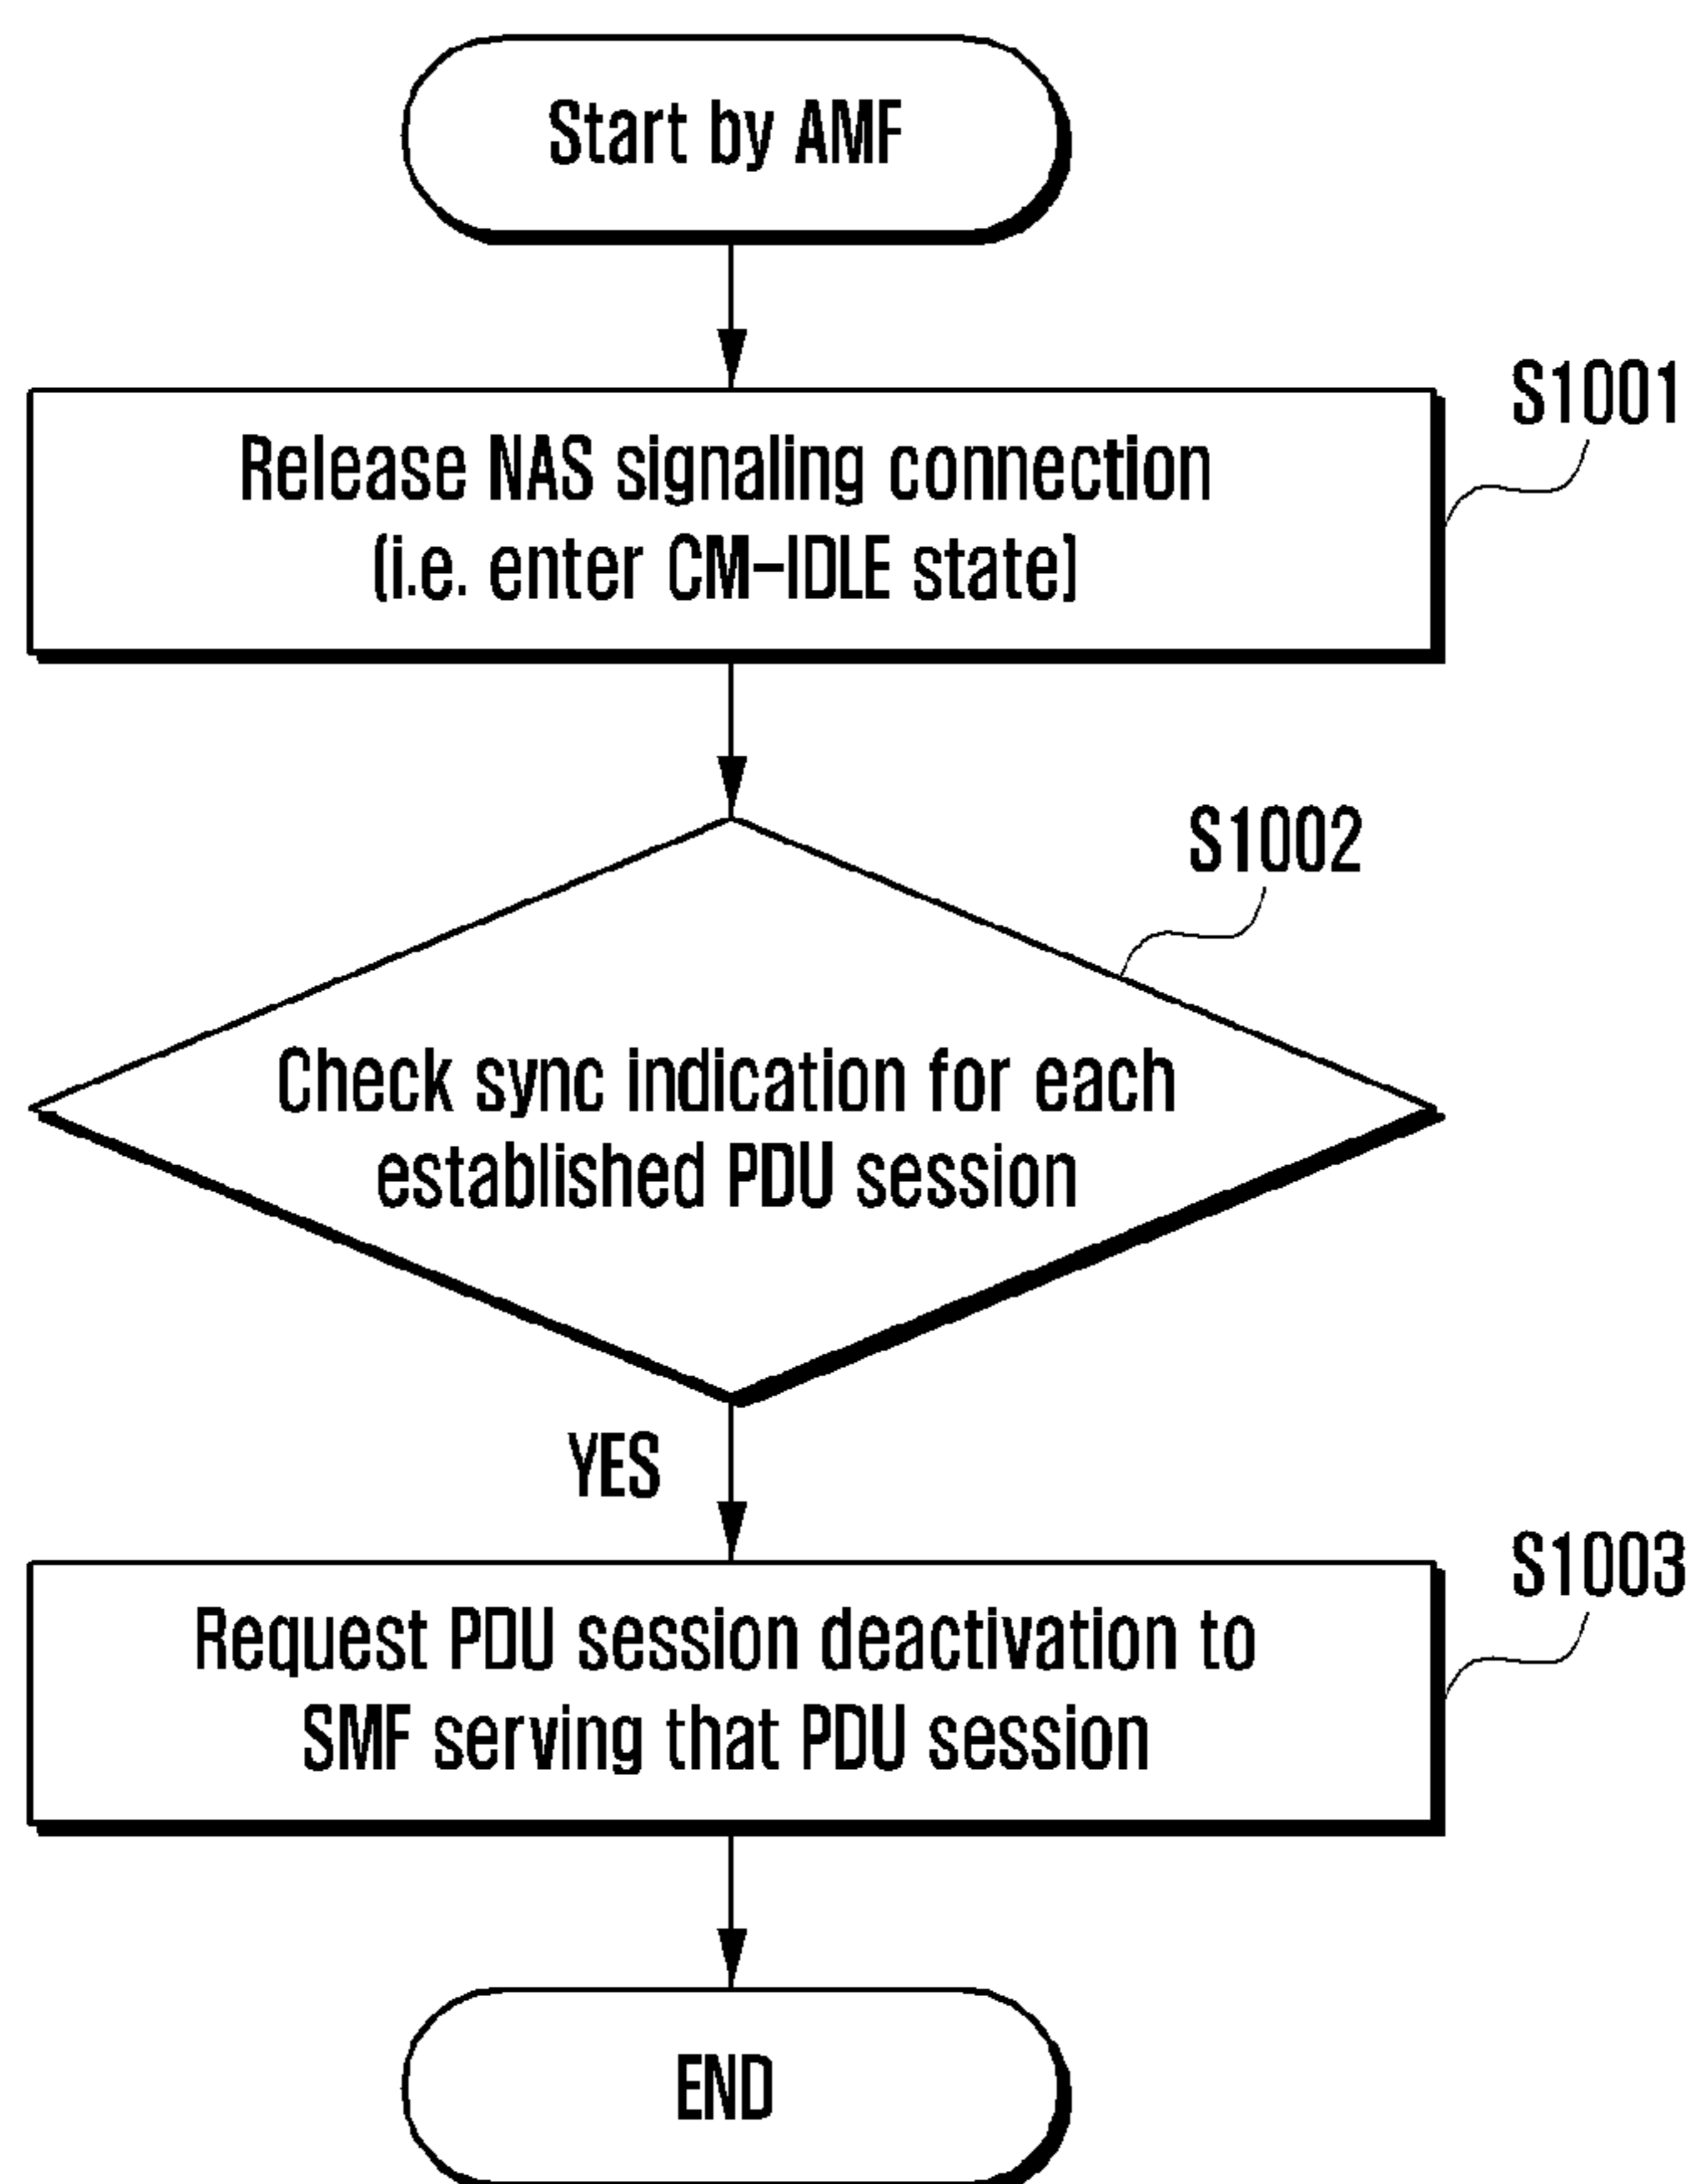 Start by AMF
S1001
Release NAS signaling connection
(i.e. enter CM-IDLE state)
S1002
Check sync indication for each
established PDU session
YES
S1003
Request PDU session deactivation to
SMF serving that PDU session
END